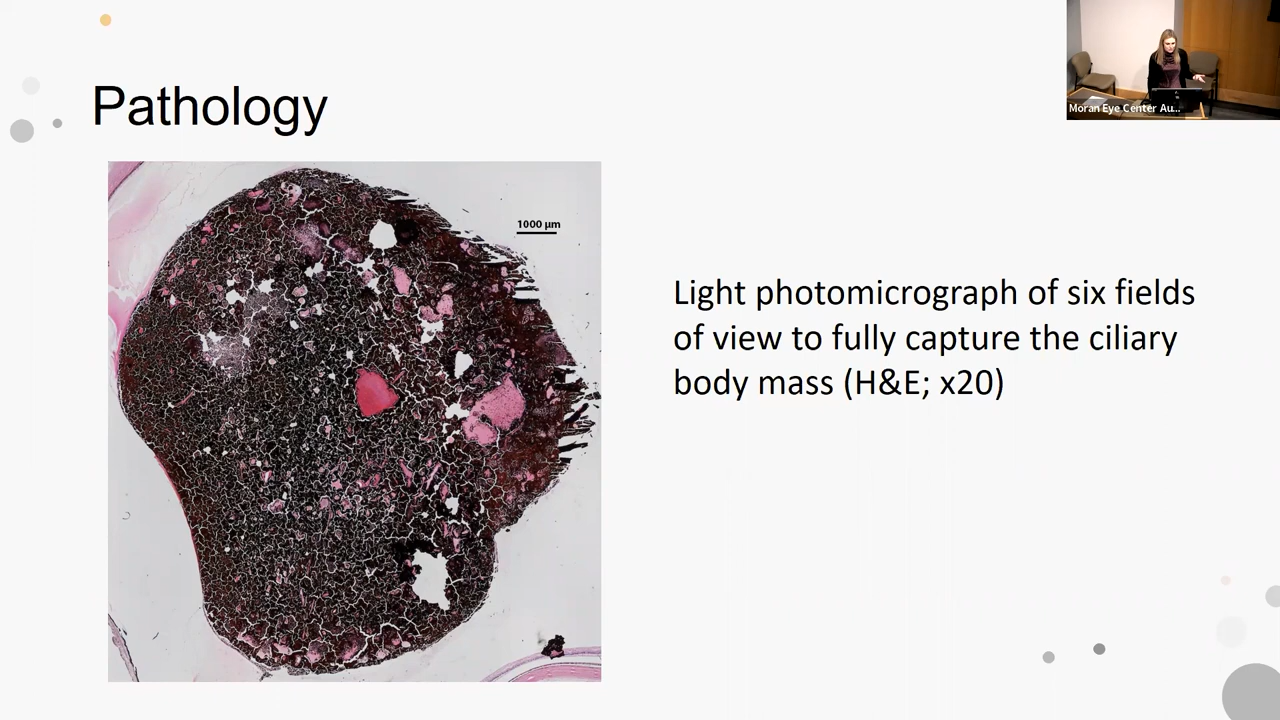 Pathology
Moran Eye Center Au...
1000 µm
Light photomicrograph of six fields
of view to fully capture the ciliary
body mass (H&E; x20)